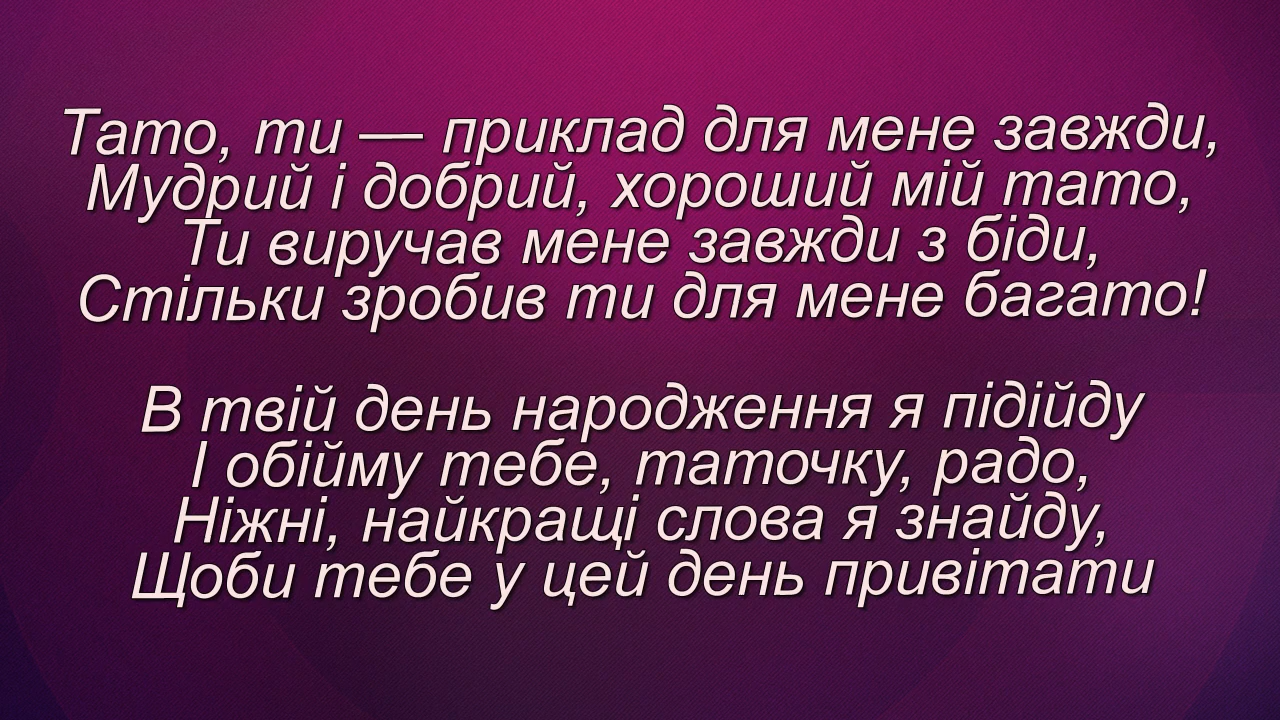 Тато, ти — приклад для мене завжди,
Мудрий і добрий, хороший мій тато,
Ти виручав мене завжди з біди,
Стільки зробив ти для мене багато!
В твій день народження я підійду
І обійму тебе, таточку, радо,
Ніжні, найкращі слова я знайду,
Щоби тебе у цей день привітати